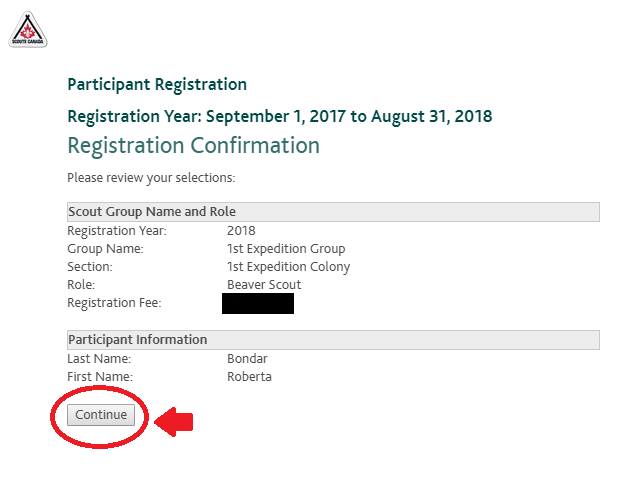 SCOUTS CANADA
Participant Registration
Registration Year: September 1, 2017 to August 31, 2018
Registration Confirmation
Please review your selections:
Scout Group Name and Role
Registration Year: 2018
Group Name: 1st Expedition Group
Section: 1st Expedition Colony
Role: Beaver Scout
Registration Fee:
Participant Information
Last Name: Bondar
First Name: Roberta
Continue